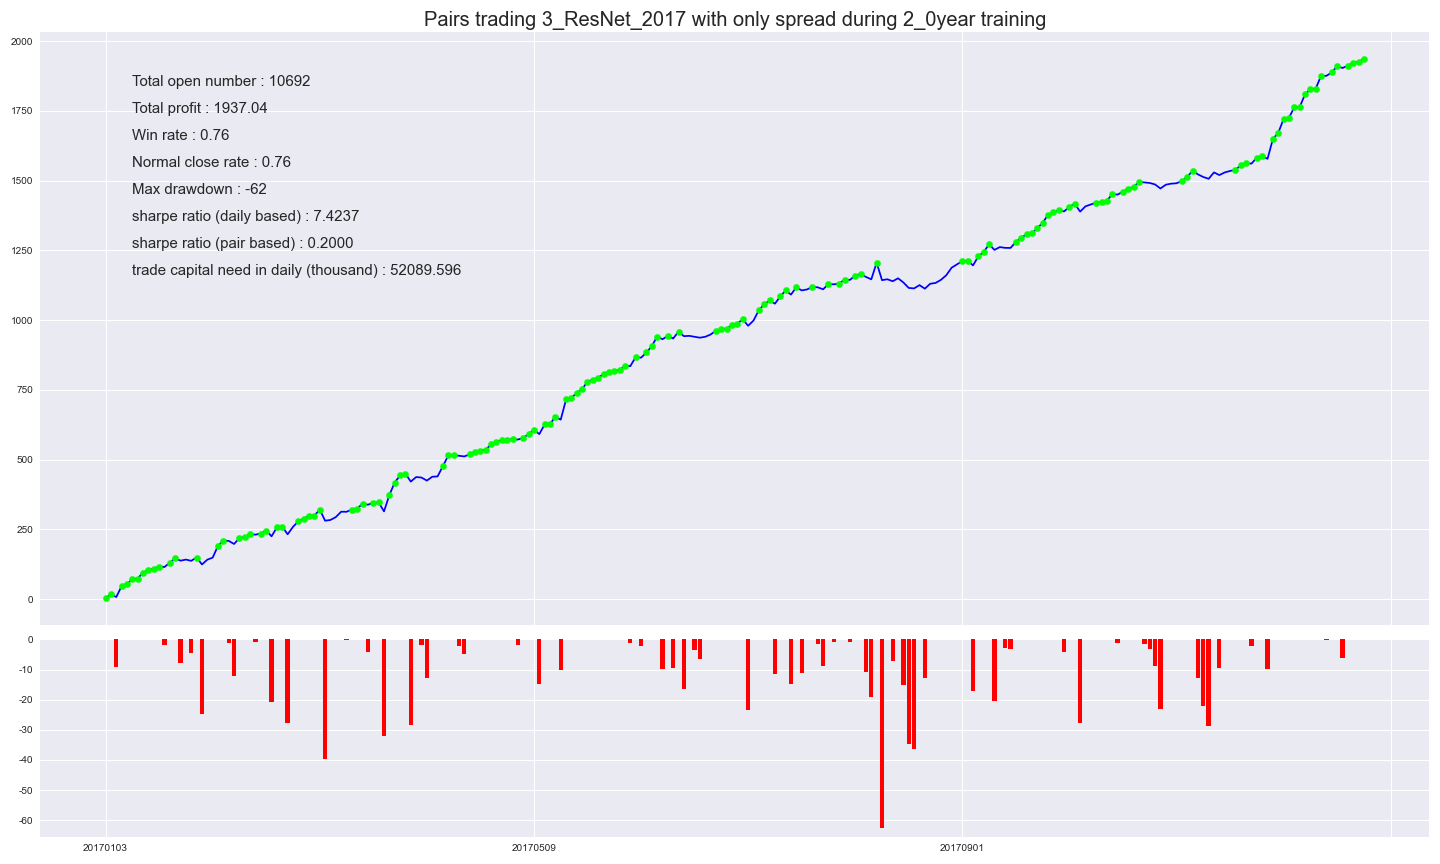 Pairs trading 3_ResNet_2017 with only spread during 2_0year training
2000
1750
1500
1250
1000
750
500
250
0
Total open number : 10692
Total profit : 1937.04
Win rate : 0.76
Normal close rate : 0.76
Max drawdown : -62
sharpe ratio (daily based) : 7.4237
sharpe ratio (pair based) : 0.2000
trade capital need in daily (thousand) : 52089.596
0
-10
-20
-30
-40
-50
-60
20170103
20170509
20170901